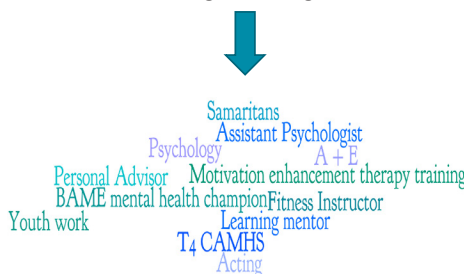 Samaritans
Assistant Psychologist
Psychology
A + E
Personal Advisor
Motivation enhancement therapy training
BAME mental health champion
Fitness Instructor
Youth work
Learning mentor
T4 CAMHS
Acting